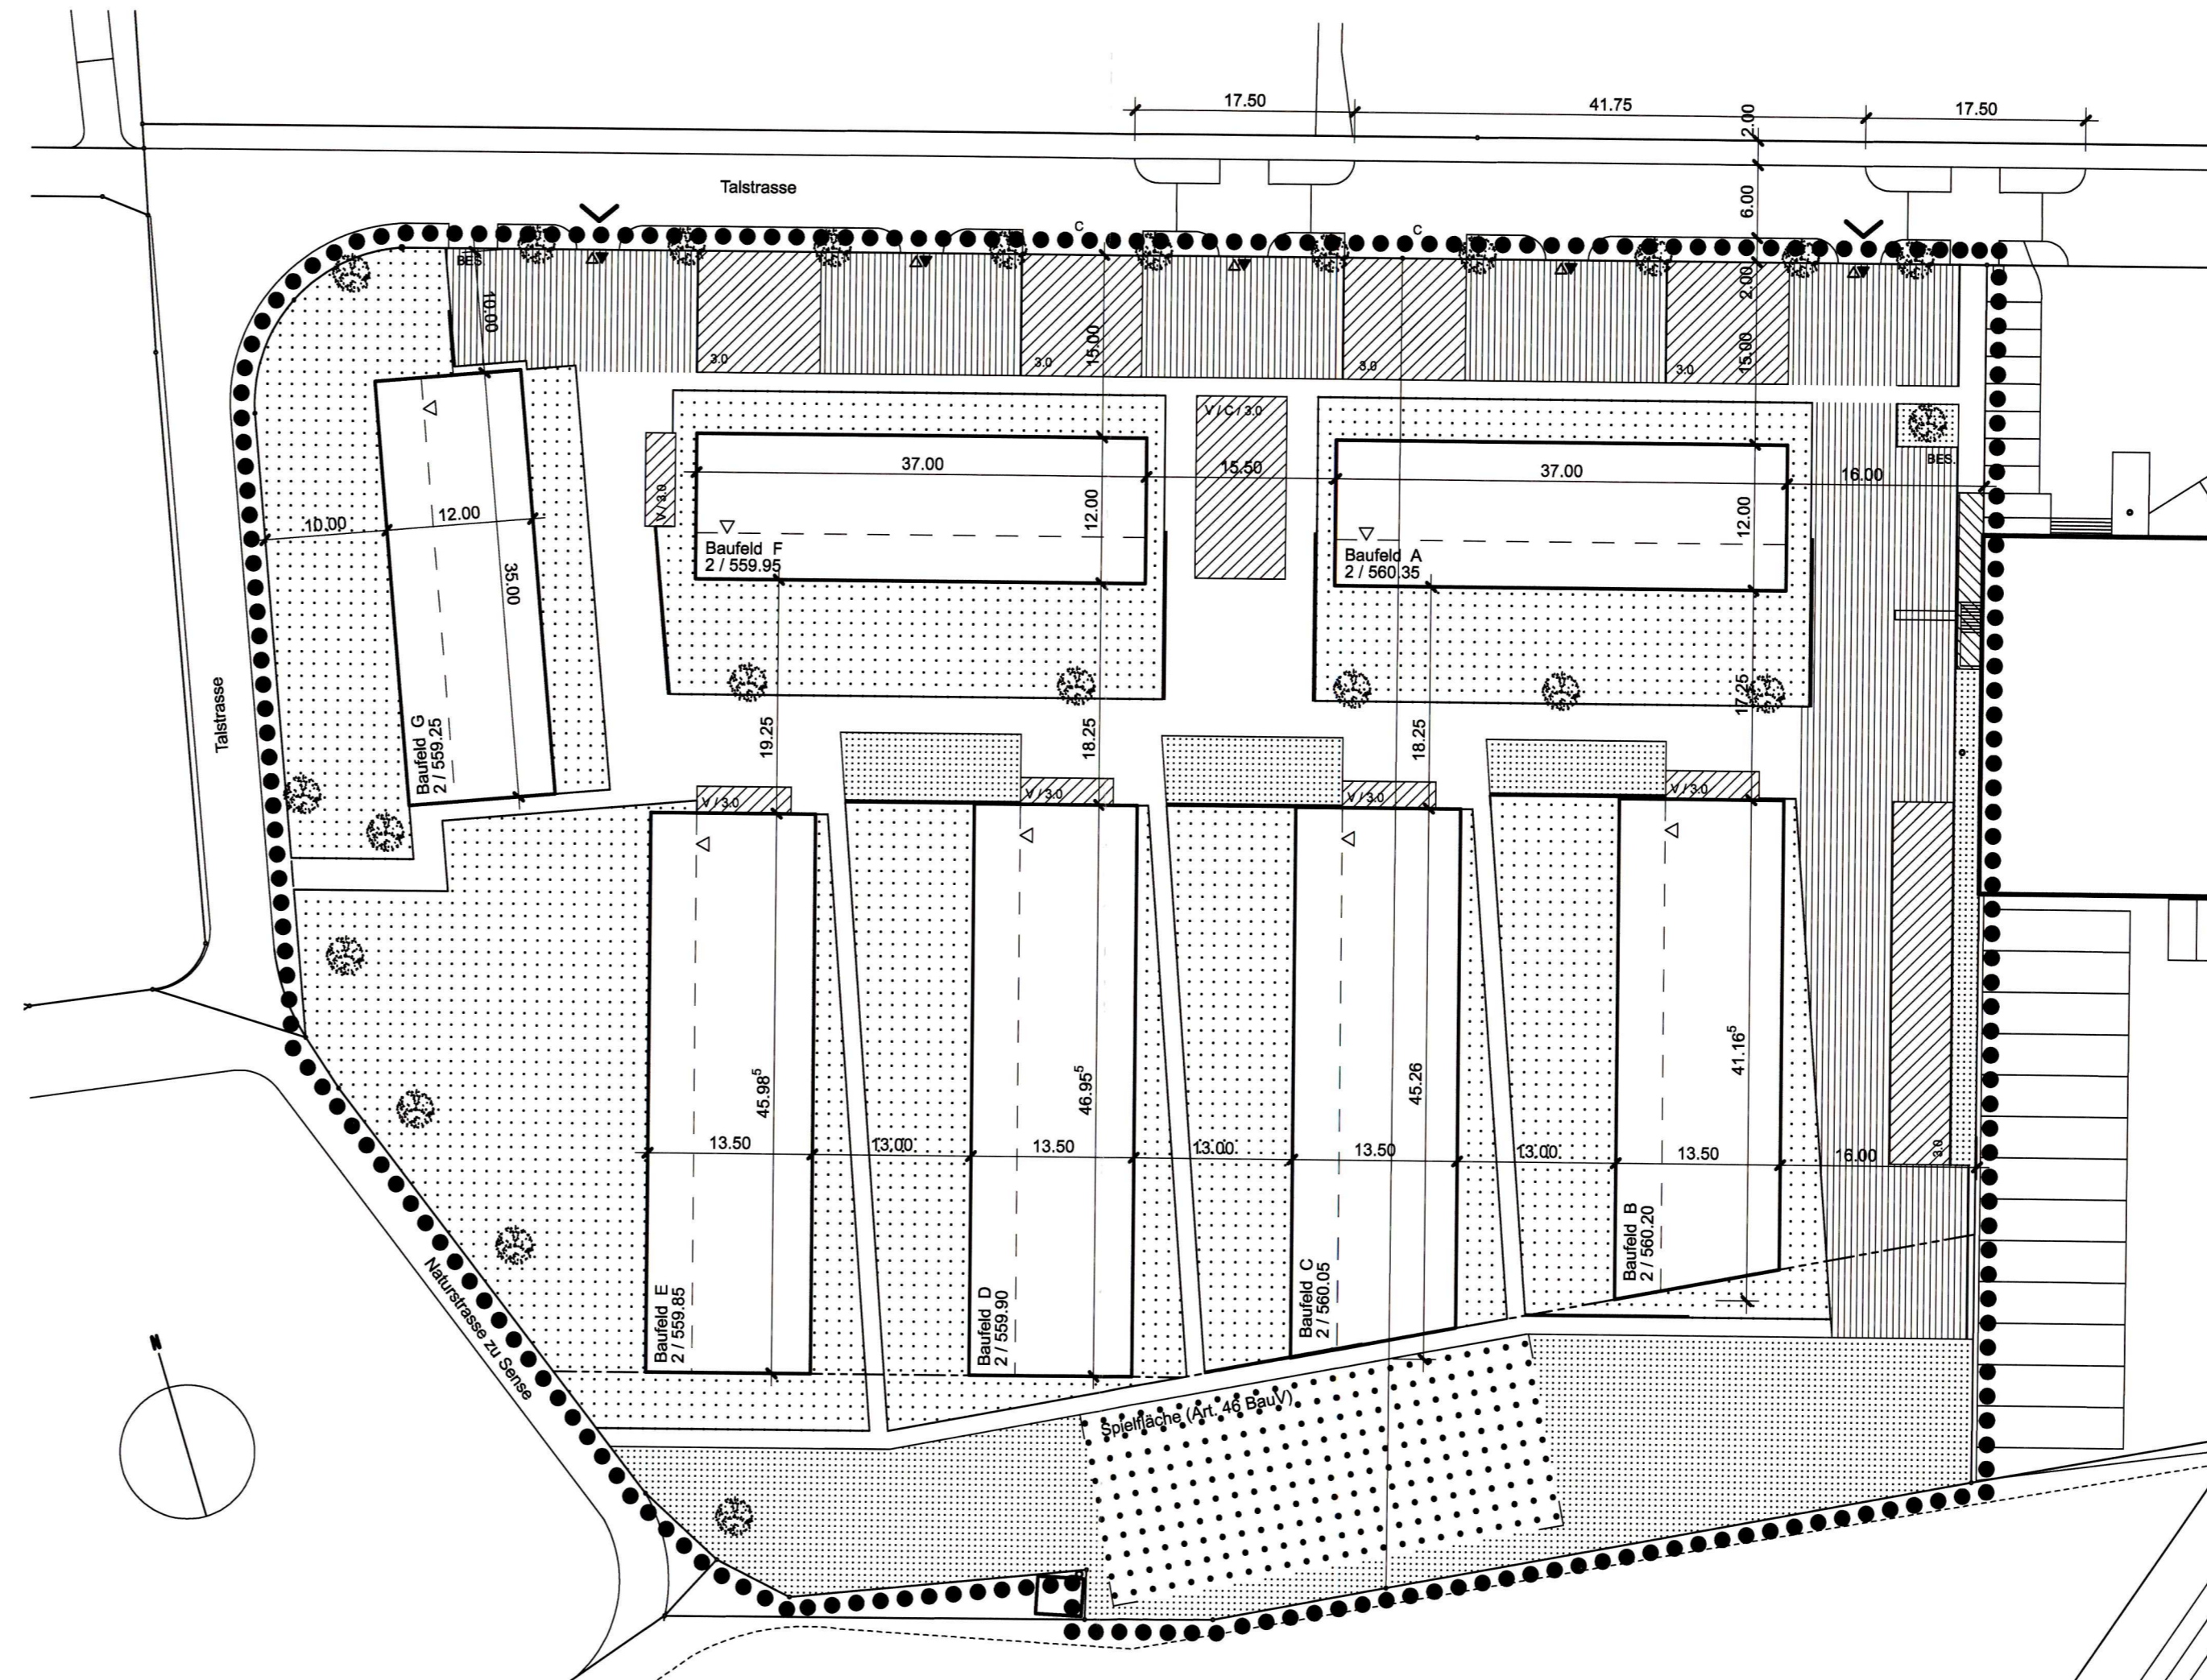 17.50
41.75
17.50
2.00
Talstrasse
6.00
C
C
BES.
10.00
2.00
15.00
15.00
3.0
3.0
3.0
3.0
V / C / 3.0
V / 3.0
BES.
37.00
15.50
37.00
16.00
12.00
12.00
10.00
12.00
35.00
Baufeld F
2 / 559.95
Baufeld A
2 / 560.35
Talstrasse
Baufeld G
2 / 559.25
19.25
18.25
18.25
17.25
V / 3.0
V / 3.0
V / 3.0
V / 3.0
45.98⁵
46.95⁵
45.26
41.16⁵
13.50
13.00
13.50
13.00
13.50
13.00
13.50
16.00
3.0
Baufeld E
2 / 559.85
Baufeld D
2 / 559.90
Baufeld C
2 / 560.05
Baufeld B
2 / 560.20
Naturstrasse zu Sense
Spielfläche (Art. 46 BauV)
N